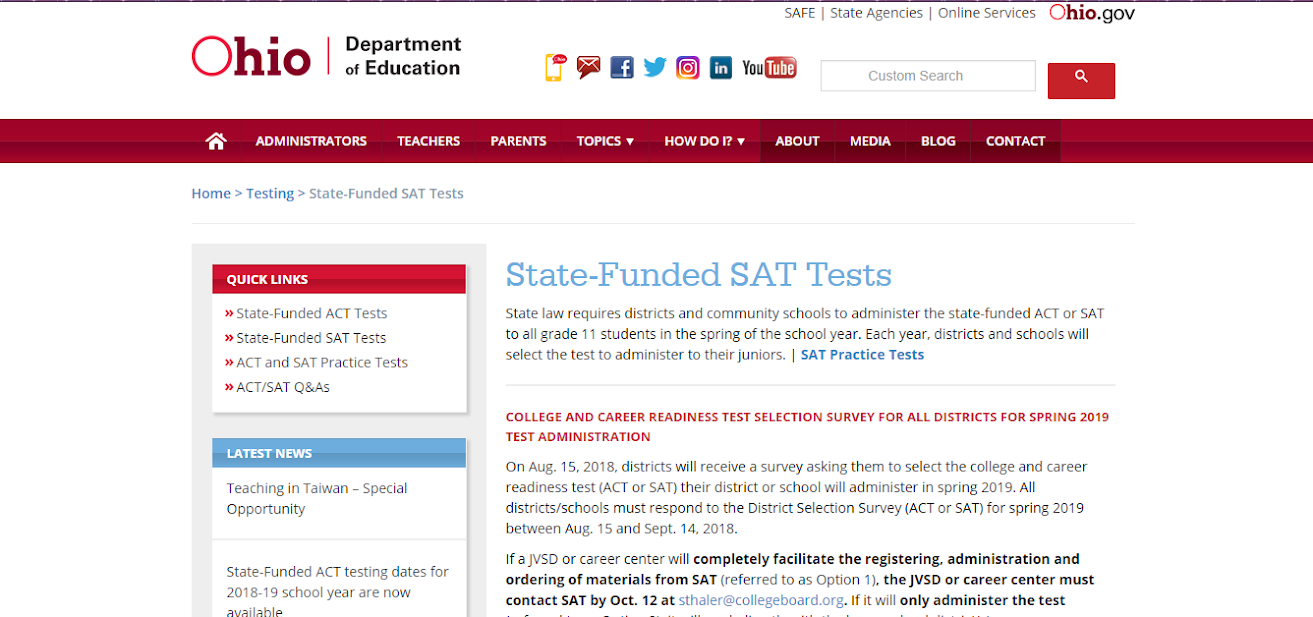 SAFE | State Agencies | Online Services Ohio.gov
Ohio
Department
of Education
You Tube
Custom Search
ADMINISTRATORS TEACHERS PARENTS TOPICS ▼ HOW DO I? ▼ ABOUT MEDIA BLOG CONTACT
Home > Testing > State-Funded SAT Tests
QUICK LINKS
» State-Funded ACT Tests
» State-Funded SAT Tests
» ACT and SAT Practice Tests
» ACT/SAT Q&As
LATEST NEWS
Teaching in Taiwan – Special
Opportunity
State-Funded ACT testing dates for
2018-19 school year are now
available
State-Funded SAT Tests
State law requires districts and community schools to administer the state-funded ACT or SAT
to all grade 11 students in the spring of the school year. Each year, districts and schools will
select the test to administer to their juniors. | SAT Practice Tests
COLLEGE AND CAREER READINESS TEST SELECTION SURVEY FOR ALL DISTRICTS FOR SPRING 2019
TEST ADMINISTRATION
On Aug. 15, 2018, districts will receive a survey asking them to select the college and career
readiness test (ACT or SAT) their district or school will administer in spring 2019. All
districts/schools must respond to the District Selection Survey (ACT or SAT) for spring 2019
between Aug. 15 and Sept. 14, 2018.
If a JVSD or career center will completely facilitate the registering, administration and
ordering of materials from SAT (referred to as Option 1), the JVSD or career center must
contact SAT by Oct. 12 at sthaler@collegeboard.org. If it will only administer the test